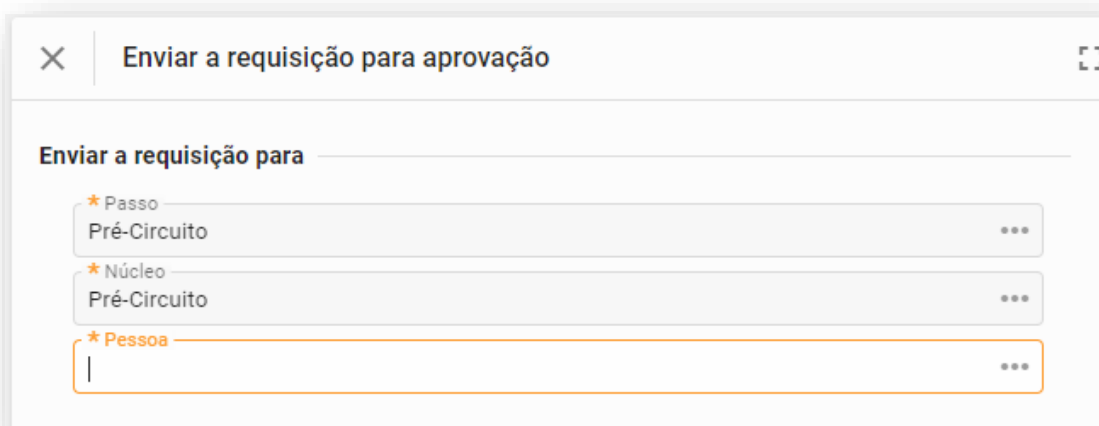 Enviar a requisição para aprovação
Enviar a requisição para
* Passo
Pré-Circuito
* Núcleo
Pré-Circuito
* Pessoa